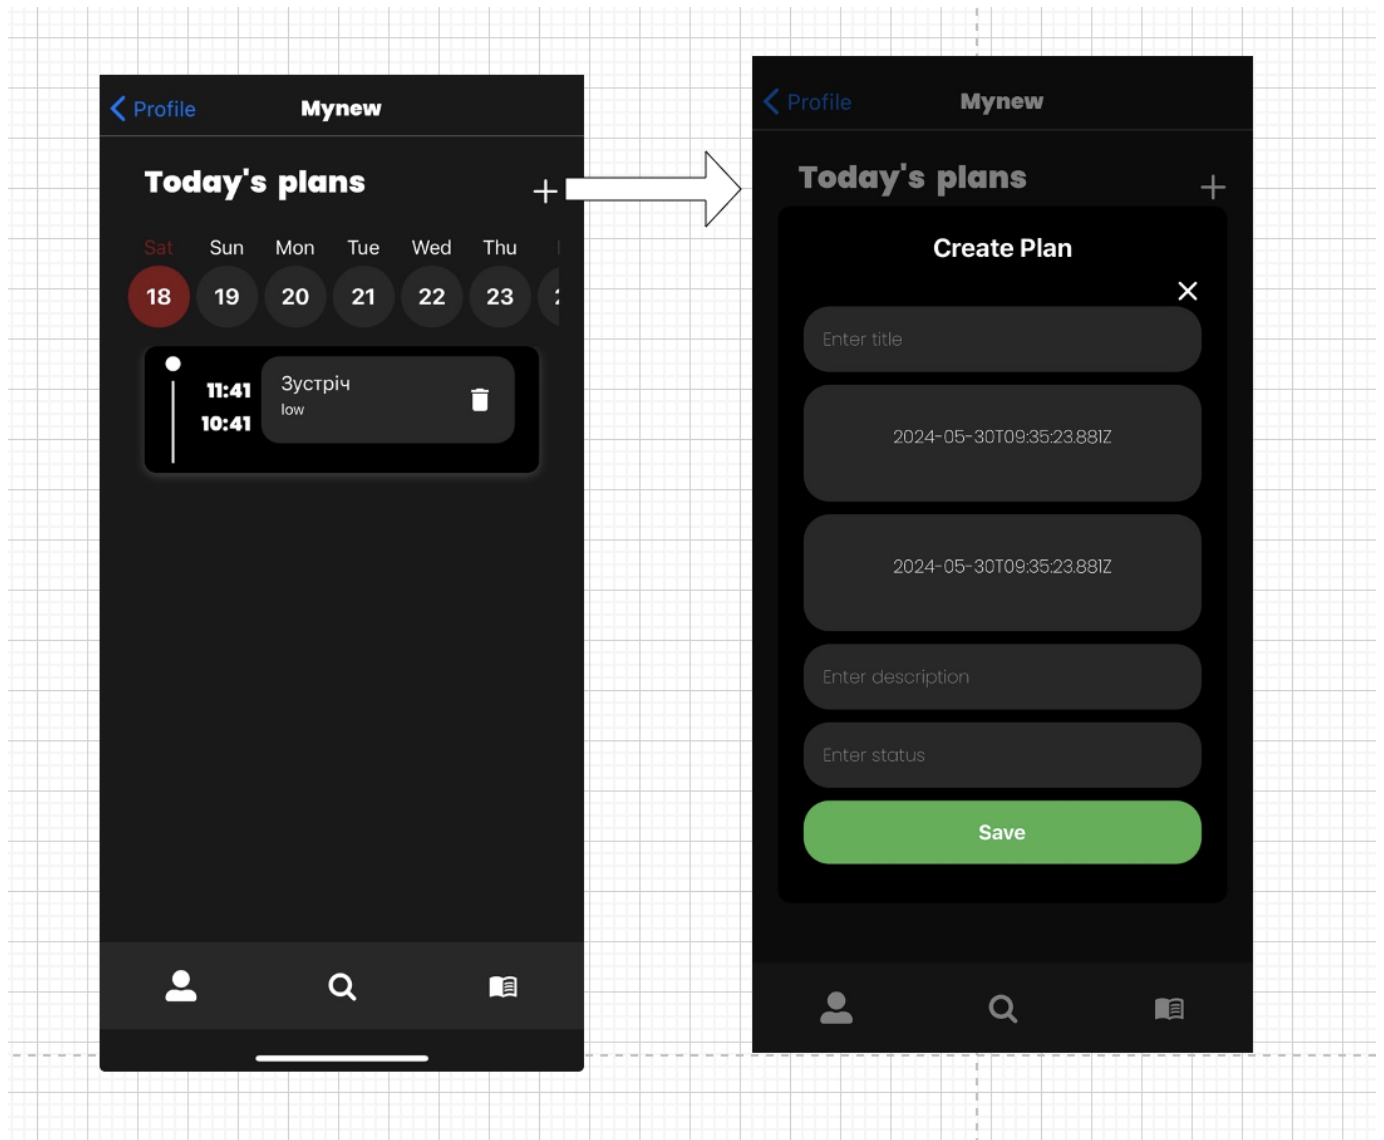 Profile
Mynew
Today's plans
Sat Sun Mon Tue Wed Thu
18 19 20 21 22 23
11:41
10:41
Зустріч
low
Profile
Mynew
Today's plans
Create Plan
Enter title
2024-05-30T09:35:23.881Z
2024-05-30T09:35:23.881Z
Enter description
Enter status
Save